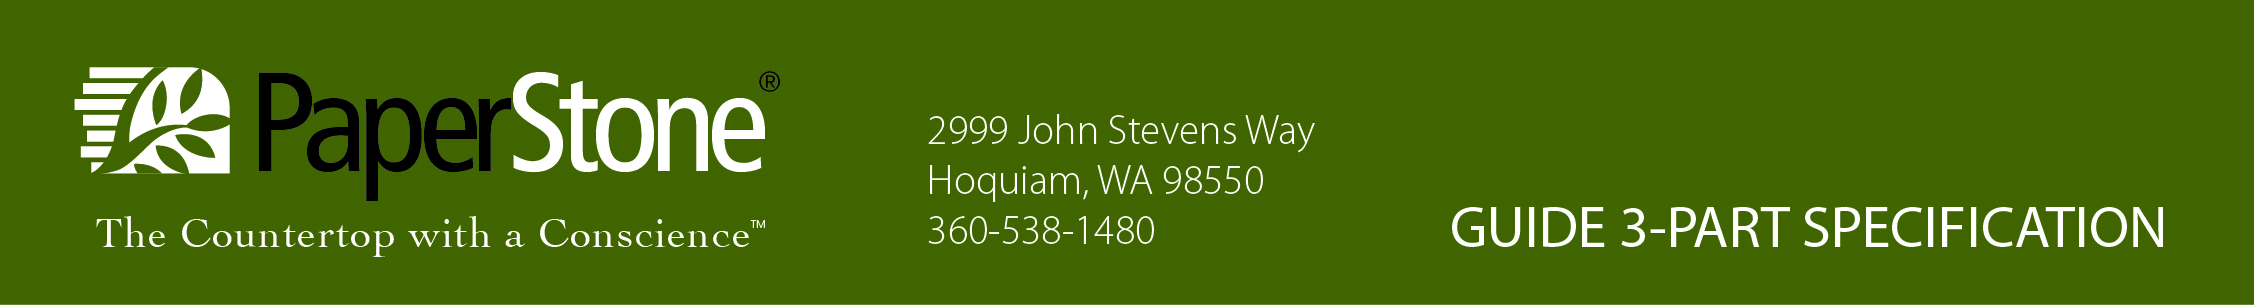 PaperStone®
The Countertop with a Conscience™
2999 John Stevens Way
Hoquiam, WA 98550
360-538-1480
GUIDE 3-PART SPECIFICATION